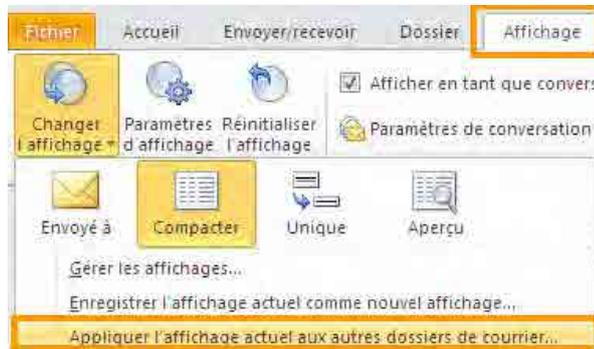 Fichier Accueil Envoyer/recevoir Dossier Affichage
Changer l'affichage
Paramètres d'affichage
Réinitialiser l'affichage
Afficher en tant que convers
Paramètres de conversation
Envoyé à Compacter Unique Aperçu
Gérer les affichages...
Enregistrer l'affichage actuel comme nouvel affichage...
Appliquer l'affichage actuel aux autres dossiers de courrier...